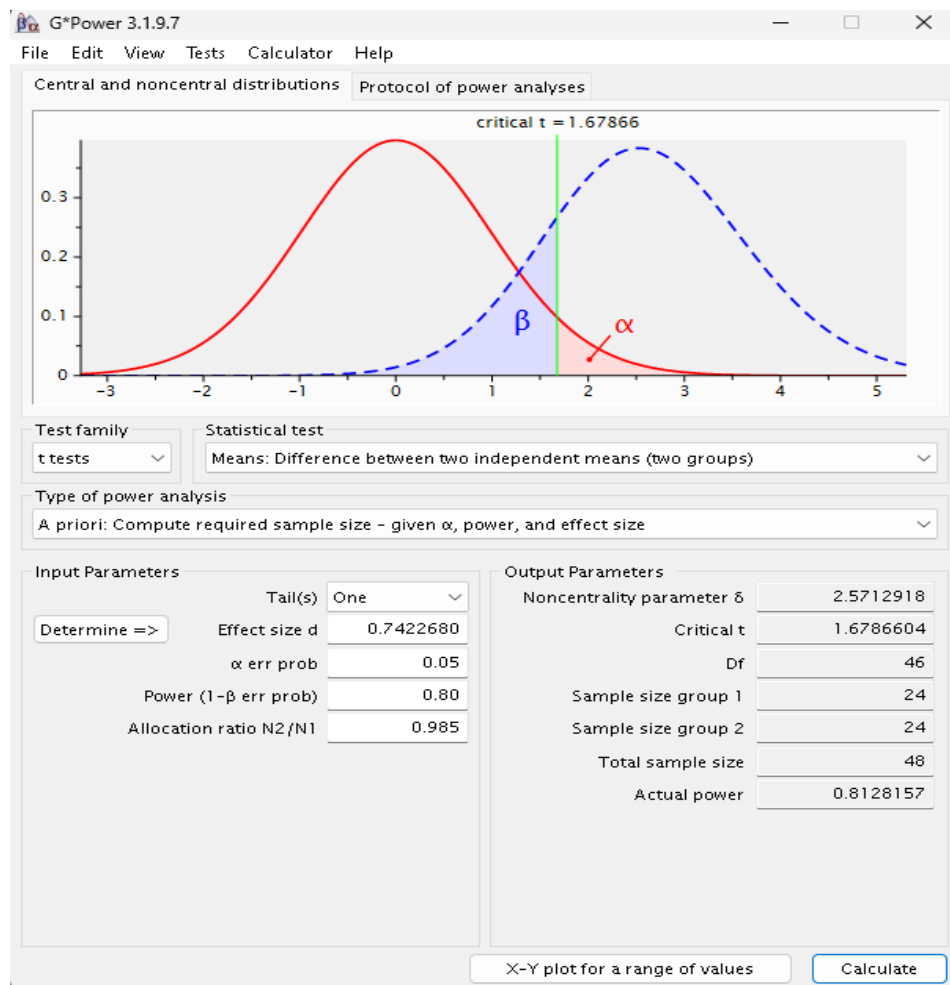 G*Power 3.1.9.7
File Edit View Tests Calculator Help
Central and noncentral distributions Protocol of power analyses
critical t = 1.67866
0.3
0.2
0.1
0
β
α
-3 -2 -1 0 1 2 3 4 5
Test family Statistical test
t tests Means: Difference between two independent means (two groups)
Type of power analysis
A priori: Compute required sample size - given α, power, and effect size
Input Parameters
Tail(s) One
Determine => Effect size d 0.7422680
α err prob 0.05
Power (1-β err prob) 0.80
Allocation ratio N2/N1 0.985
Output Parameters
Noncentrality parameter δ 2.5712918
Critical t 1.6786604
Df 46
Sample size group 1 24
Sample size group 2 24
Total sample size 48
Actual power 0.8128157
X-Y plot for a range of values Calculate